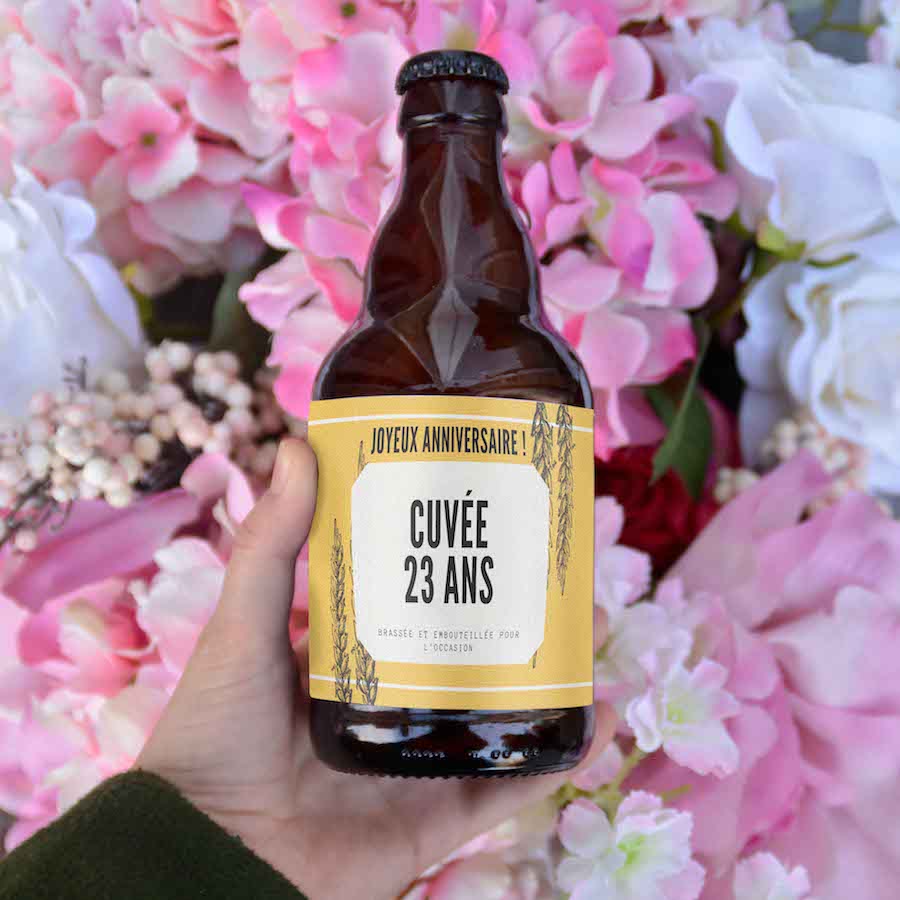 JOYEUX ANNIVERSAIRE !
CUVÉE
23 ANS
BRASSÉE ET EMBOUTEILLÉE POUR
L'OCCASION